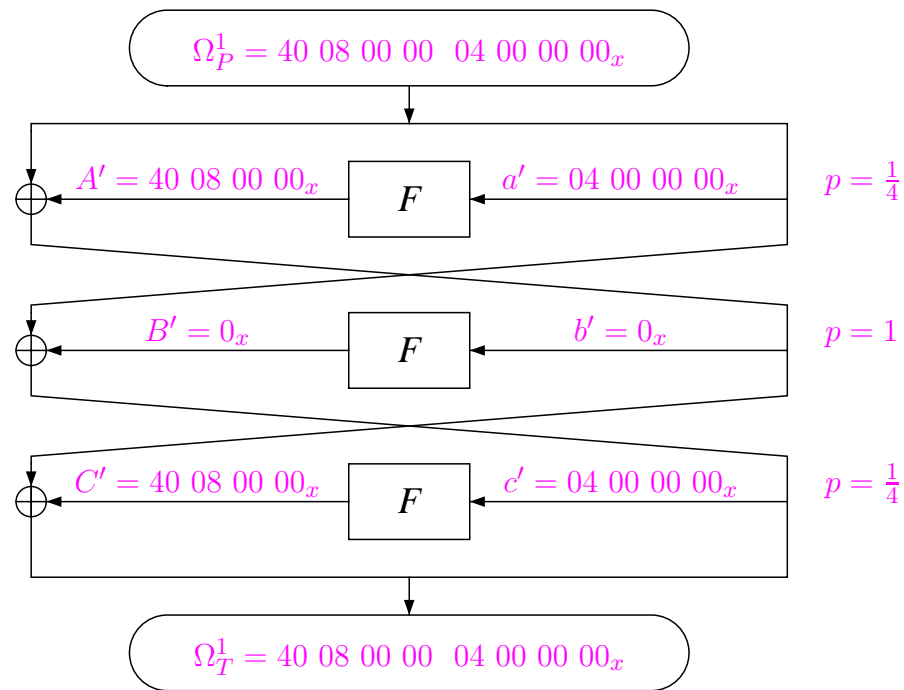 Ω¹_P = 40 08 00 00 04 00 00 00ₓ
A′ = 40 08 00 00ₓ F a′ = 04 00 00 00ₓ p = 1/4
B′ = 0ₓ F b′ = 0ₓ p = 1
C′ = 40 08 00 00ₓ F c′ = 04 00 00 00ₓ p = 1/4
Ω¹_T = 40 08 00 00 04 00 00 00ₓ